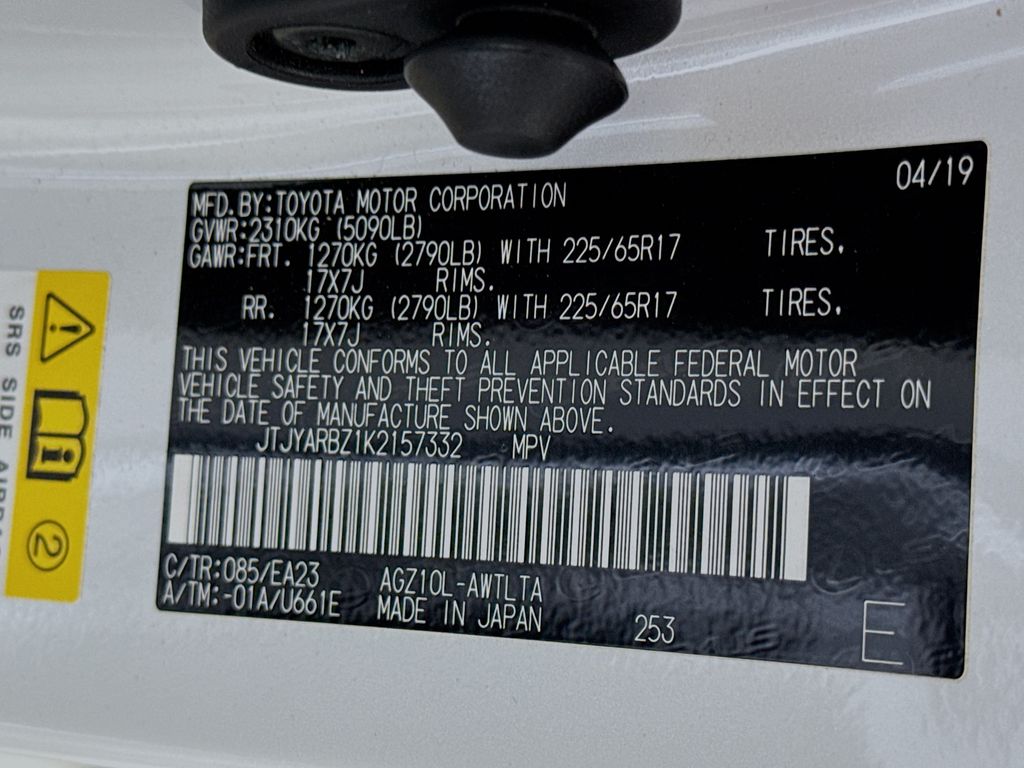 04/19
MFD.BY:TOYOTA MOTOR CORPORATION
GVWR:2310KG (5090LB)
GAWR:FRT. 1270KG (2790LB) WITH 225/65R17 TIRES.
17X7J RIMS.
RR. 1270KG (2790LB) WITH 225/65R17 TIRES.
17X7J RIMS.
THIS VEHICLE CONFORMS TO ALL APPLICABLE FEDERAL MOTOR
VEHICLE SAFETY AND THEFT PREVENTION STANDARDS IN EFFECT ON
THE DATE OF MANUFACTURE SHOWN ABOVE.
JTJYARBZ1K2157332 MPV
C/TR:085/EA23 AGZ10L-AWTLTA
A/TM:-01A/U661E MADE IN JAPAN 253
E
SRS SIDE
2